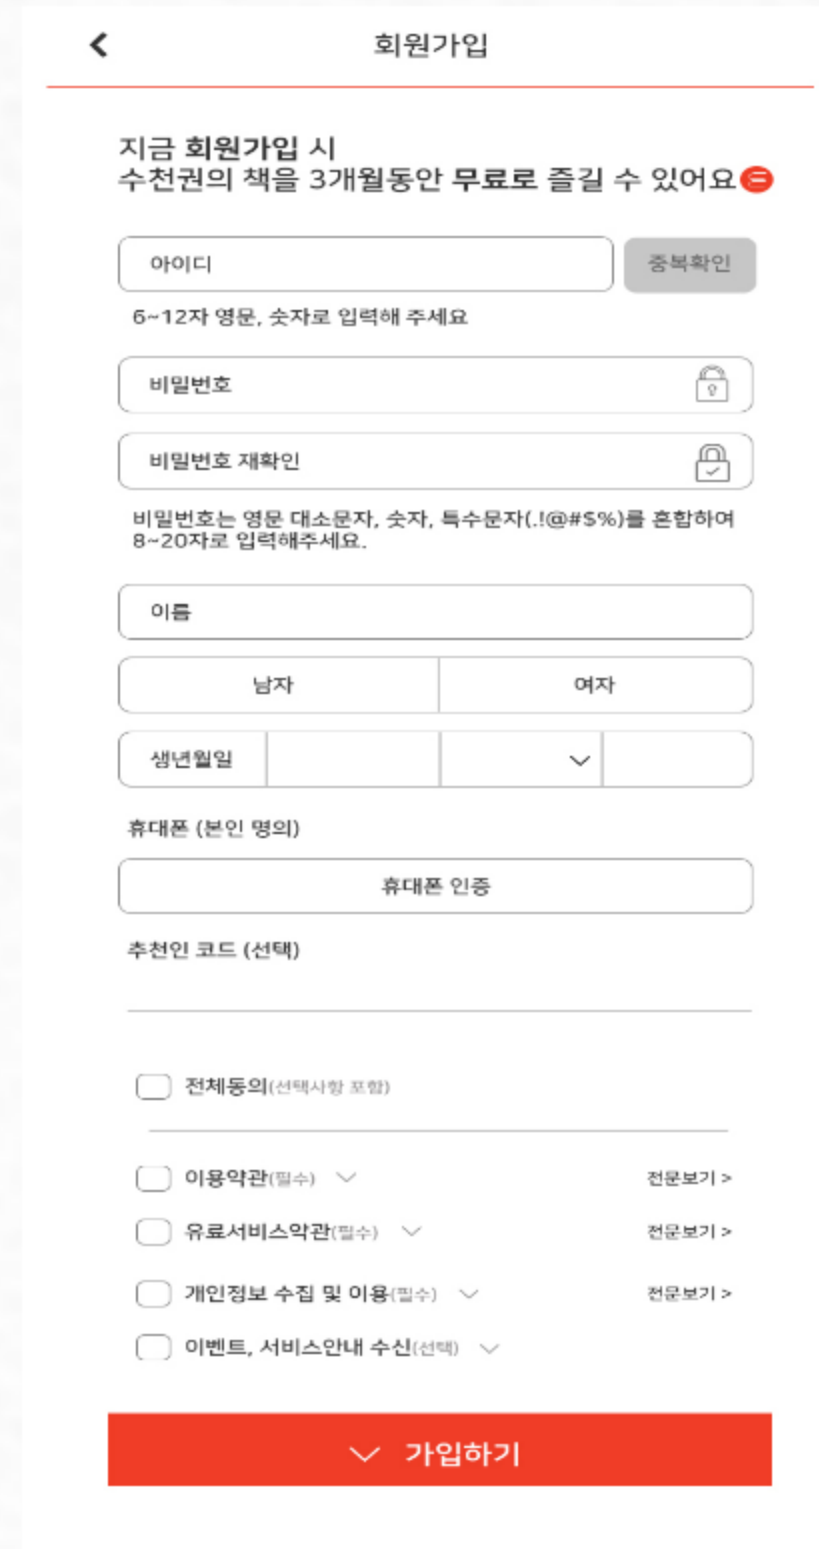 회원가입
지금 회원가입 시
수천권의 책을 3개월동안 무료로 즐길 수 있어요
아이디
중복확인
6~12자 영문, 숫자로 입력해 주세요
비밀번호
비밀번호 재확인
비밀번호는 영문 대소문자, 숫자, 특수문자(.!@#$%)를 혼합하여
8~20자로 입력해주세요.
이름
남자 여자
생년월일
휴대폰 (본인 명의)
휴대폰 인증
추천인 코드 (선택)
전체동의(선택사항 포함)
이용약관(필수) 전문보기 >
유료서비스약관(필수) 전문보기 >
개인정보 수집 및 이용(필수) 전문보기 >
이벤트, 서비스안내 수신(선택)
가입하기